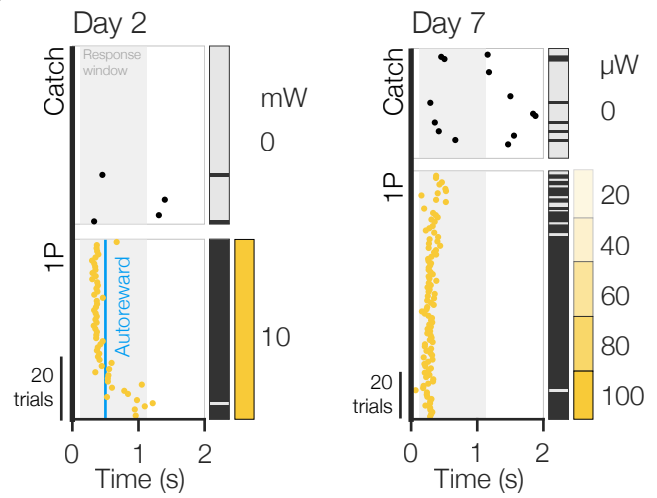 Day 2
Response
window
Catch
mW
0
1P
Autoreward
10
20
trials
0
1
2
Time (s)
Day 7
Catch
µW
0
1P
20
40
60
80
100
20
trials
0
1
2
Time (s)